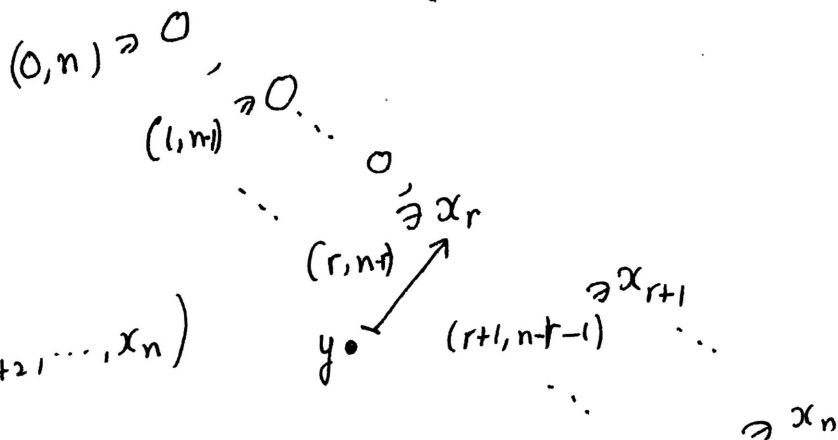 (0,n) ∋ 0
(1,n-1) ∋ 0 ⋱
0
∋ x_r
(r,n-r)
∋ x_{r+1}
+2, ⋯, x_n)
y •
(r+1, n-r-1) ⋱
⋱
∋ x_n